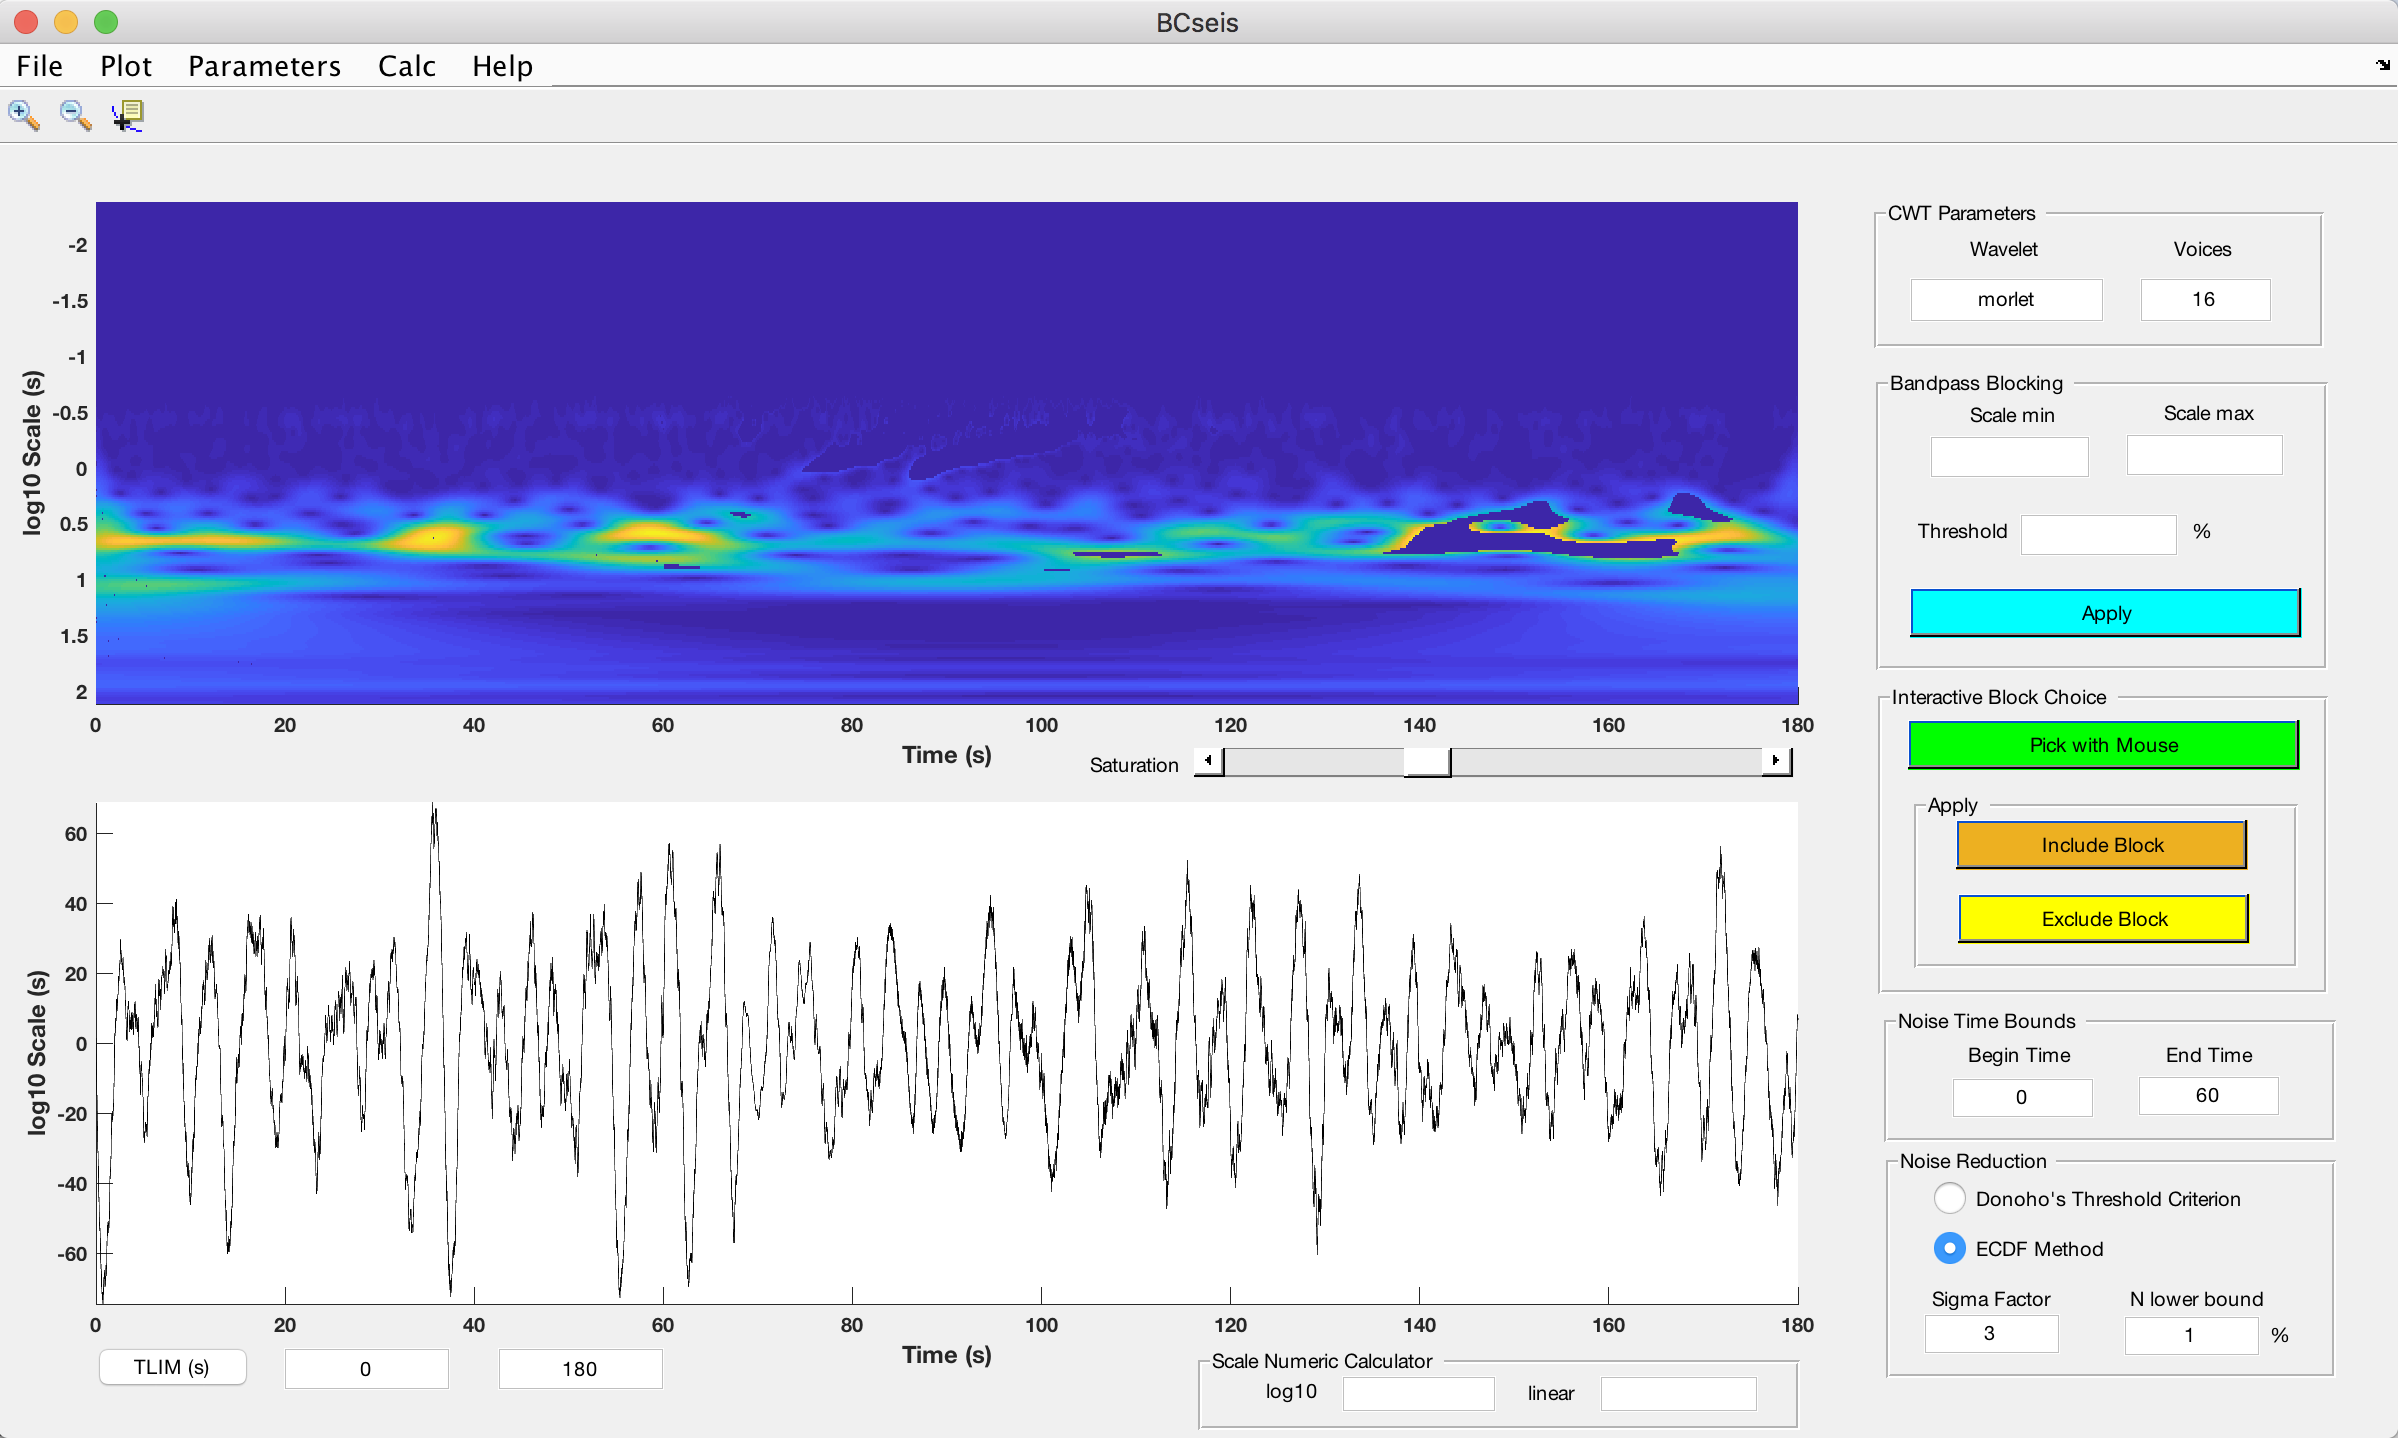 BCseis
File Plot Parameters Calc Help
log10 Scale (s)
-2
-1.5
-1
-0.5
0
0.5
1
1.5
2
0 20 40 60 80 100 120 140 160 180
Time (s)
Saturation
log10 Scale (s)
60
40
20
0
-20
-40
-60
0 20 40 60 80 100 120 140 160 180
Time (s)
TLIM (s) 0 180
Scale Numeric Calculator
log10 linear
CWT Parameters
Wavelet Voices
morlet 16
Bandpass Blocking
Scale min Scale max
Threshold %
Apply
Interactive Block Choice
Pick with Mouse
Apply
Include Block
Exclude Block
Noise Time Bounds
Begin Time End Time
0 60
Noise Reduction
Donoho's Threshold Criterion
ECDF Method
Sigma Factor N lower bound
3 1 %